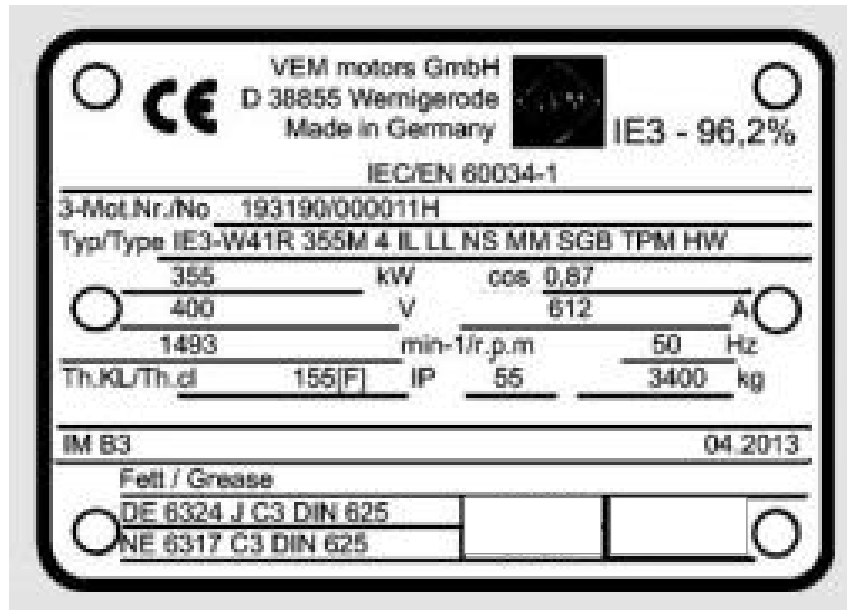 CE
VEM motors GmbH
D 38855 Wernigerode
Made in Germany
VEM
IE3 - 96,2%
IEC/EN 60034-1
3-Mot.Nr./No 193190/000011H
Typ/Type IE3-W41R 355M 4 IL LL NS MM SGB TPM HW
355 kW cos 0,87
400 V 612 A
1493 min-1/r.p.m 50 Hz
Th.KL/Th.cl 155[F] IP 55 3400 kg
IM B3 04.2013
Fett / Grease
DE 6324 J C3 DIN 625
NE 6317 C3 DIN 625